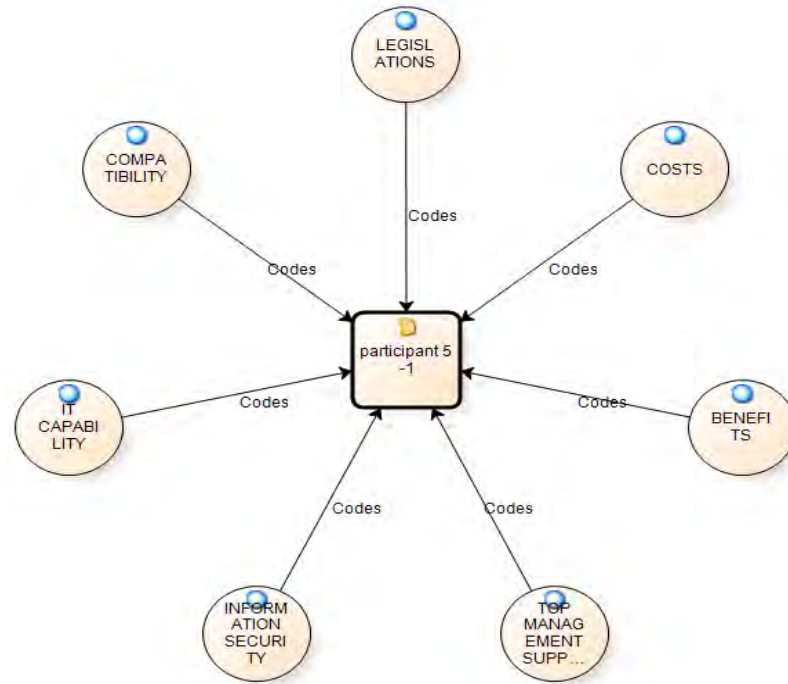 LEGISL
ATIONS
COMPA
TIBILITY
COSTS
Codes
Codes
Codes
participant 5
-1
IT
CAPABI
LITY
Codes
Codes
BENEFI
TS
Codes
Codes
INFORM
ATION
SECURI
TY
TOP
MANAG
EMENT
SUPP...